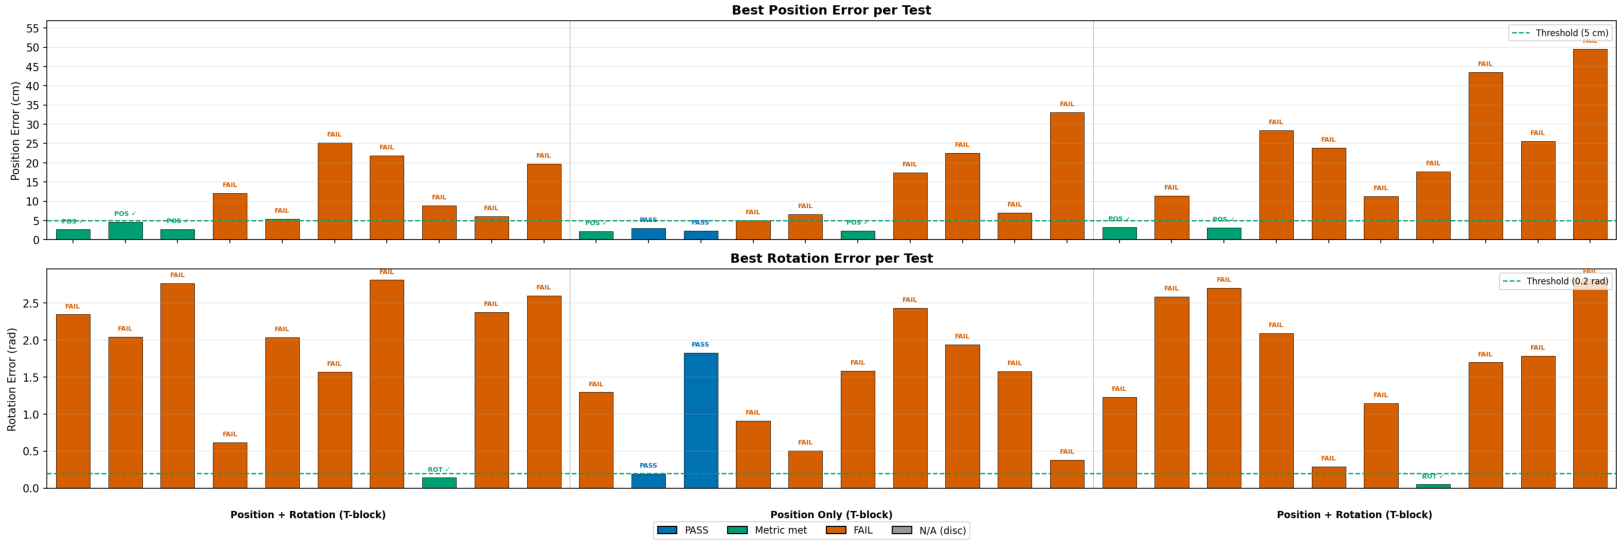 Best Position Error per Test
Position Error (cm)
55
50
45
40
35
30
25
20
15
10
5
0
Threshold (5 cm)
POS ✓
POS ✓
POS ✓
FAIL
FAIL
FAIL
FAIL
FAIL
FAIL
FAIL
POS ✓
PASS
PASS
FAIL
FAIL
POS ✓
FAIL
FAIL
FAIL
FAIL
POS ✓
FAIL
POS ✓
FAIL
FAIL
FAIL
FAIL
FAIL
FAIL
FAIL
Best Rotation Error per Test
Rotation Error (rad)
2.5
2.0
1.5
1.0
0.5
0.0
Threshold (0.2 rad)
FAIL
FAIL
FAIL
FAIL
FAIL
FAIL
FAIL
ROT ✓
FAIL
FAIL
FAIL
PASS
PASS
FAIL
FAIL
FAIL
FAIL
FAIL
FAIL
FAIL
FAIL
FAIL
FAIL
FAIL
FAIL
FAIL
ROT ✓
FAIL
FAIL
FAIL
Position + Rotation (T-block)
Position Only (T-block)
Position + Rotation (T-block)
PASS
Metric met
FAIL
N/A (disc)